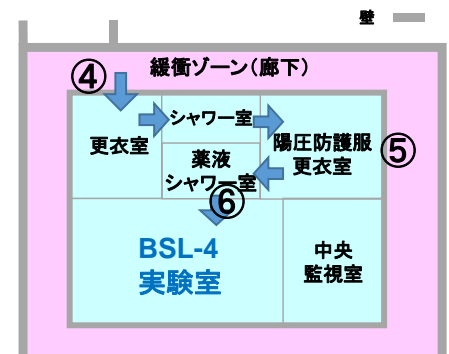 壁
緩衝ゾーン（廊下）
④
シャワー室
更衣室
陽圧防護服
更衣室
⑤
薬液
シャワー室
⑥
BSL-4
実験室
中央
監視室